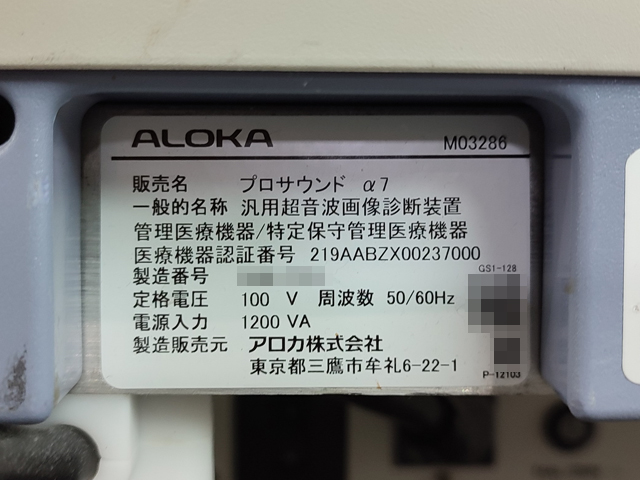 ALOKA M03286
販売名 プロサウンド α7
一般的名称 汎用超音波画像診断装置
管理医療機器/特定保守管理医療機器
医療機器認証番号 219AABZX00237000
製造番号
GS1-128
定格電圧 100 V 周波数 50/60Hz
電源入力 1200 VA
製造販売元 アロカ株式会社
東京都三鷹市牟礼6-22-1
P-12103